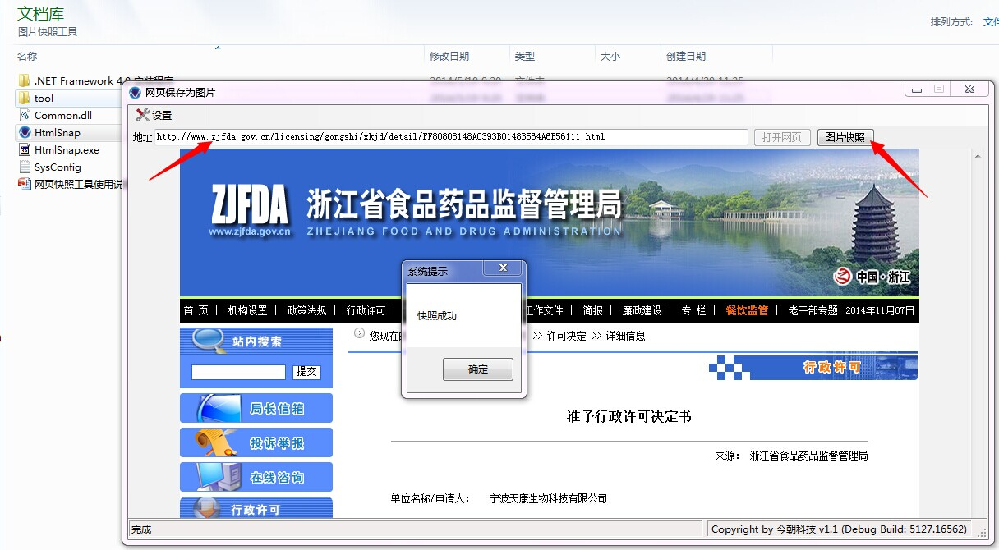 文档库
图片快照工具
排列方式:
名称 修改日期 类型 大小 创建日期
.NET Framework 4.0 安装程序
tool
Common.dll
HtmlSnap
HtmlSnap.exe
SysConfig
网页快照工具使用说
网页保存为图片
设置
地址 http://www.zjfda.gov.cn/licensing/gongshi/xkjd/detail/FF80808148AC393B0148B564A6B56111.html 打开网页 图片快照
ZJFDA 浙江省食品药品监督管理局
www.zjfda.gov.cn ZHEJIANG FOOD AND DRUG ADMINISTRATION
中国·浙江
首 页 | 机构设置 | 政策法规 | 行政许可 | 工作文件 | 简报 | 廉政建设 | 专 栏 | 餐饮监管 | 老干部专题 2014年11月07日
系统提示
快照成功
确定
站内搜索
提交
局长信箱
投诉举报
在线咨询
行政许可
您现在 >> 许可决定 >> 详细信息
行政许可
准予行政许可决定书
来源: 浙江省食品药品监督管理局
单位名称/申请人: 宁波天康生物科技有限公司
完成 Copyright by 今朝科技 v1.1 (Debug Build: 5127.16562)